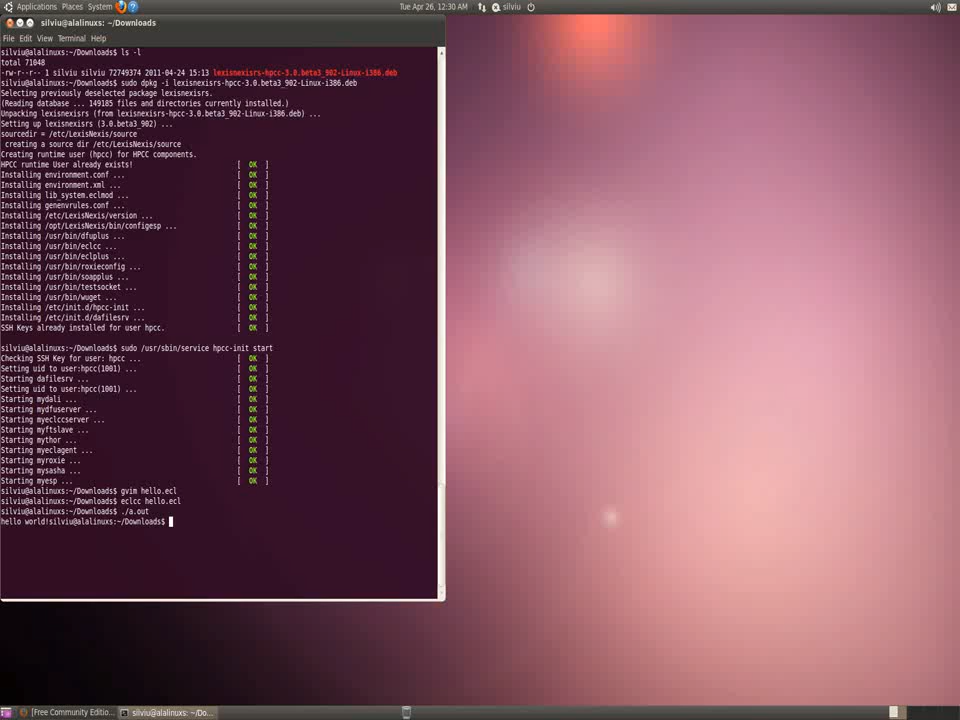 Applications Places System Tue Apr 26, 12:30 AM silviu
silviu@alalinuxs: ~/Downloads
File Edit View Terminal Help
silviu@alalinuxs:~/Downloads$ ls -l
total 71048
-rw-r--r-- 1 silviu silviu 72749374 2011-04-24 15:13 lexisnexisrs-hpcc-3.0.beta3_902-Linux-i386.deb
silviu@alalinuxs:~/Downloads$ sudo dpkg -i lexisnexisrs-hpcc-3.0.beta3_902-Linux-i386.deb
Selecting previously deselected package lexisnexisrs.
(Reading database ... 149185 files and directories currently installed.)
Unpacking lexisnexisrs (from lexisnexisrs-hpcc-3.0.beta3_902-Linux-i386.deb) ...
Setting up lexisnexisrs (3.0.beta3_902) ...
sourcedir = /etc/LexisNexis/source
creating a source dir /etc/LexisNexis/source
Creating runtime user (hpcc) for HPCC components.
HPCC runtime User already exists! [ OK ]
Installing environment.conf ... [ OK ]
Installing environment.xml ... [ OK ]
Installing lib_system.eclmod ... [ OK ]
Installing genenvrules.conf ... [ OK ]
Installing /etc/LexisNexis/version ... [ OK ]
Installing /opt/LexisNexis/bin/configesp ... [ OK ]
Installing /usr/bin/dfuplus ... [ OK ]
Installing /usr/bin/eclcc ... [ OK ]
Installing /usr/bin/eclplus ... [ OK ]
Installing /usr/bin/roxieconfig ... [ OK ]
Installing /usr/bin/soapplus ... [ OK ]
Installing /usr/bin/testsocket ... [ OK ]
Installing /usr/bin/wuget ... [ OK ]
Installing /etc/init.d/hpcc-init ... [ OK ]
Installing /etc/init.d/dafilesrv ... [ OK ]
SSH Keys already installed for user hpcc. [ OK ]
silviu@alalinuxs:~/Downloads$ sudo /usr/sbin/service hpcc-init start
Checking SSH Key for user: hpcc ... [ OK ]
Setting uid to user:hpcc(1001) ... [ OK ]
Starting dafilesrv ... [ OK ]
Setting uid to user:hpcc(1001) ... [ OK ]
Starting mydali ... [ OK ]
Starting mydfuserver ... [ OK ]
Starting myeclccserver ... [ OK ]
Starting myftslave ... [ OK ]
Starting mythor ... [ OK ]
Starting myeclagent ... [ OK ]
Starting myroxie ... [ OK ]
Starting mysasha ... [ OK ]
Starting myesp ... [ OK ]
silviu@alalinuxs:~/Downloads$ gvim hello.ecl
silviu@alalinuxs:~/Downloads$ eclcc hello.ecl
silviu@alalinuxs:~/Downloads$ ./a.out
hello world!silviu@alalinuxs:~/Downloads$
[Free Community Editio... silviu@alalinuxs: ~/Do...